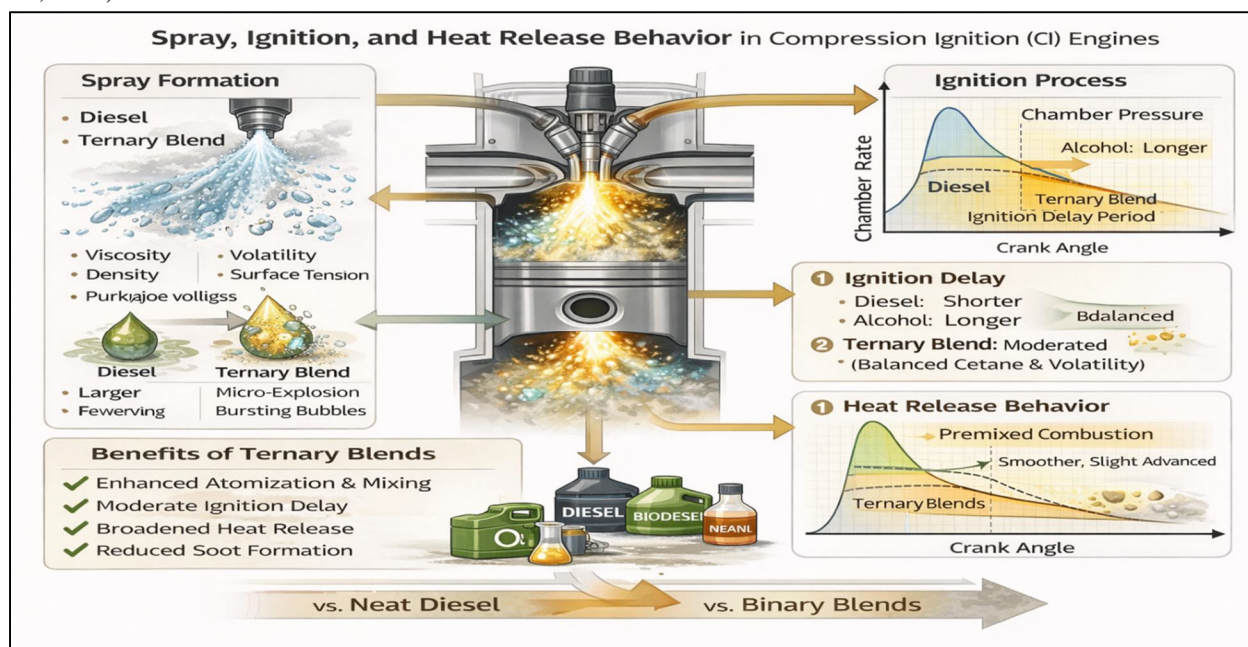 Spray, Ignition, and Heat Release Behavior in Compression Ignition (CI) Engines
Spray Formation
• Diesel
• Ternary Blend
• Viscosity
• Volatility
• Density
• Surface Tension
• Purkąjoe volligss
Diesel
Ternary Blend
• Larger
Micro-Explosion
• Fewerving
Bursting Bubbles
Benefits of Ternary Blends
✓ Enhanced Atomization & Mixing
✓ Moderate Ignition Delay
✓ Broadened Heat Release
✓ Reduced Soot Formation
DIESEL
BIODESEL
NEANL
Ignition Process
Chamber Pressure
Alcohol: Longer
Diesel
Ternary Blend
Ignition Delay Period
Chamber Rate
Crank Angle
1 Ignition Delay
• Diesel: Shorter
• Alcohol: Longer
Bdalanced
2 Ternary Blend: Moderated
• (Balanced Cetane & Volatility)
1 Heat Release Behavior
Premixed Combustion
Smoother, Slight Advanced
Ternary Blends
Crank Angle
vs. Neat Diesel
vs. Binary Blends